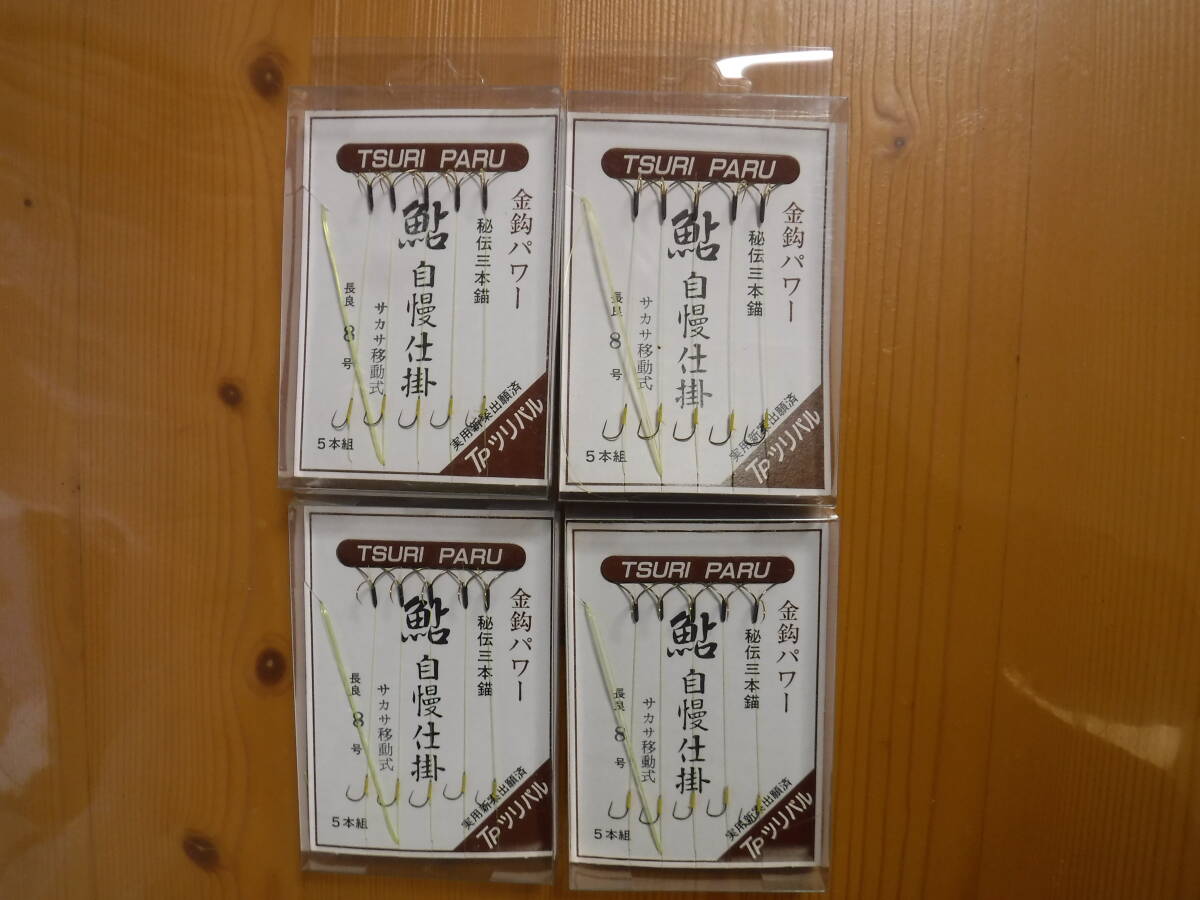 TSURI PARU
金鈎パワー
秘伝三本錨
鮎自慢仕掛
サカサ移動式
長良8号
5本組
実用新案出願済
TPツリパル
TSURI PARU
金鈎パワー
秘伝三本錨
鮎自慢仕掛
サカサ移動式
長良8号
5本組
実用新案出願済
TPツリパル
TSURI PARU
金鈎パワー
秘伝三本錨
鮎自慢仕掛
サカサ移動式
長良8号
5本組
実用新案出願済
TPツリパル
TSURI PARU
金鈎パワー
秘伝三本錨
鮎自慢仕掛
サカサ移動式
長良8号
5本組
実用新案出願済
TPツリパル